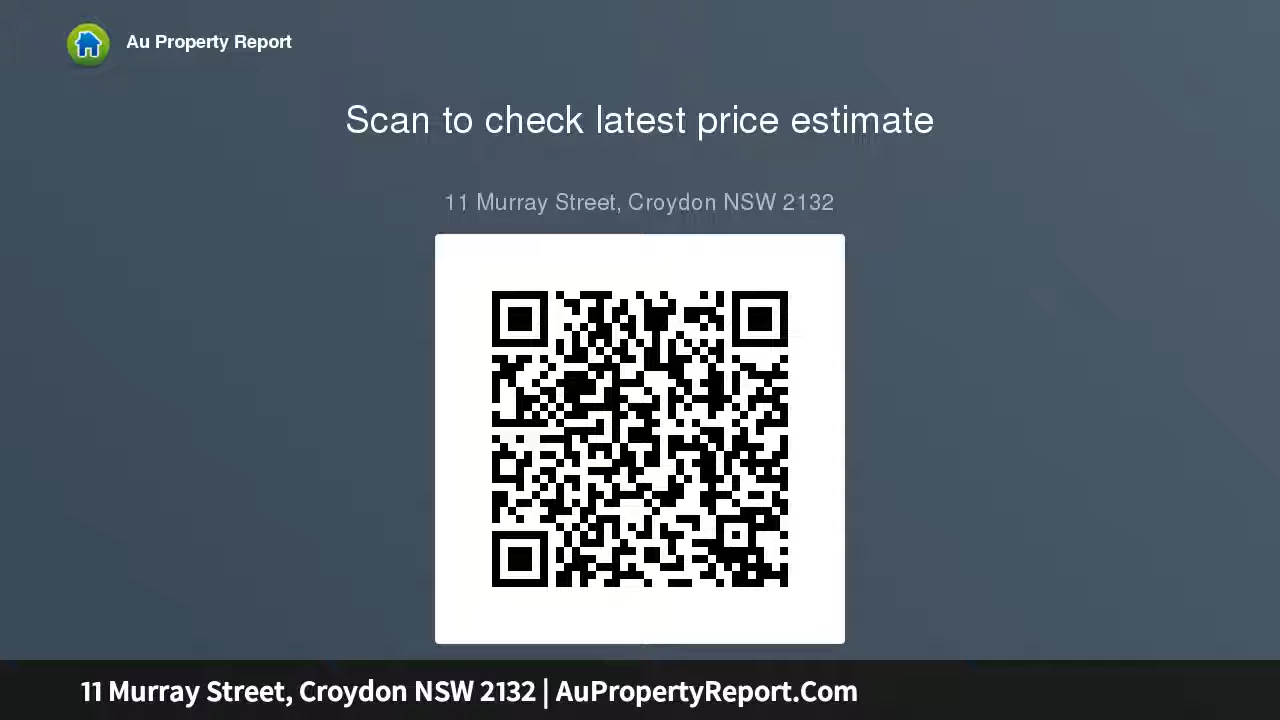 Au Property Report
Scan to check latest price estimate
11 Murray Street, Croydon NSW 2132
11 Murray Street, Croydon NSW 2132 | AuPropertyReport.Com